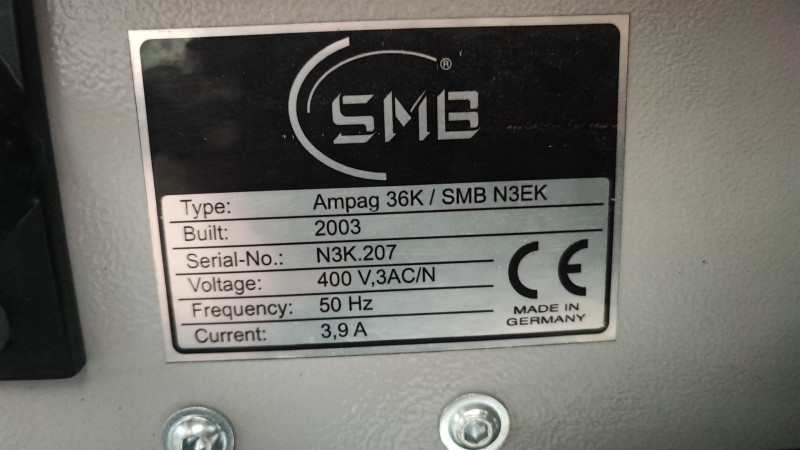 SMB ®
Type: Ampag 36K / SMB N3EK
Built: 2003
Serial-No.: N3K.207
Voltage: 400 V,3AC/N
Frequency: 50 Hz
Current: 3,9 A
CE
MADE IN
GERMANY